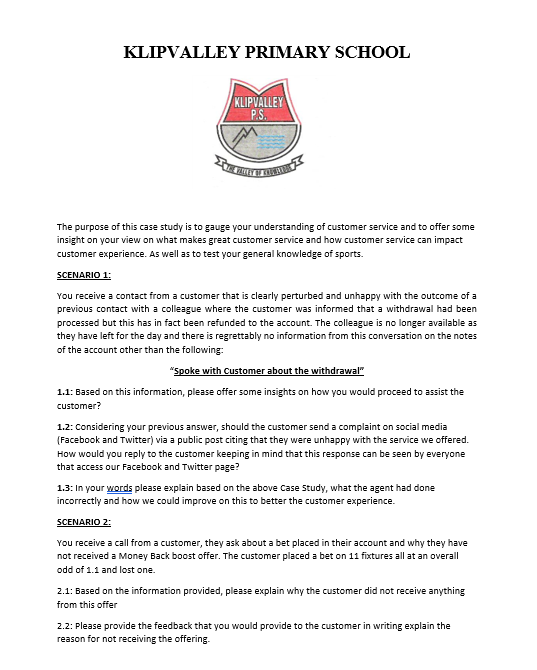 KLIPVALLEY PRIMARY SCHOOL
KLIPVALLEY
P.S.
THE VALLEY OF KNOWLEDGE
The purpose of this case study is to gauge your understanding of customer service and to offer some
insight on your view on what makes great customer service and how customer service can impact
customer experience. As well as to test your general knowledge of sports.
SCENARIO 1:
You receive a contact from a customer that is clearly perturbed and unhappy with the outcome of a
previous contact with a colleague where the customer was informed that a withdrawal had been
processed but this has in fact been refunded to the account. The colleague is no longer available as
they have left for the day and there is regrettably no information from this conversation on the notes
of the account other than the following:
“Spoke with Customer about the withdrawal”
1.1: Based on this information, please offer some insights on how you would proceed to assist the
customer?
1.2: Considering your previous answer, should the customer send a complaint on social media
(Facebook and Twitter) via a public post citing that they were unhappy with the service we offered.
How would you reply to the customer keeping in mind that this response can be seen by everyone
that access our Facebook and Twitter page?
1.3: In your words please explain based on the above Case Study, what the agent had done
incorrectly and how we could improve on this to better the customer experience.
SCENARIO 2:
You receive a call from a customer, they ask about a bet placed in their account and why they have
not received a Money Back boost offer. The customer placed a bet on 11 fixtures all at an overall
odd of 1.1 and lost one.
2.1: Based on the information provided, please explain why the customer did not receive anything
from this offer
2.2: Please provide the feedback that you would provide to the customer in writing explain the
reason for not receiving the offering.